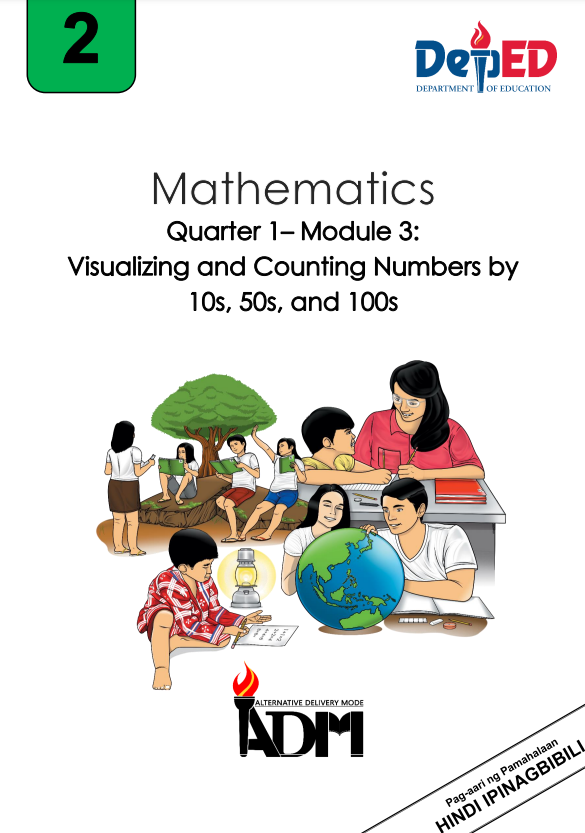 2
DepED
DEPARTMENT OF EDUCATION
Mathematics
Quarter 1– Module 3:
Visualizing and Counting Numbers by
10s, 50s, and 100s
ALTERNATIVE DELIVERY MODE
ADM
Pag-aari ng Pamahalaan
HINDI IPINAGBIBILI